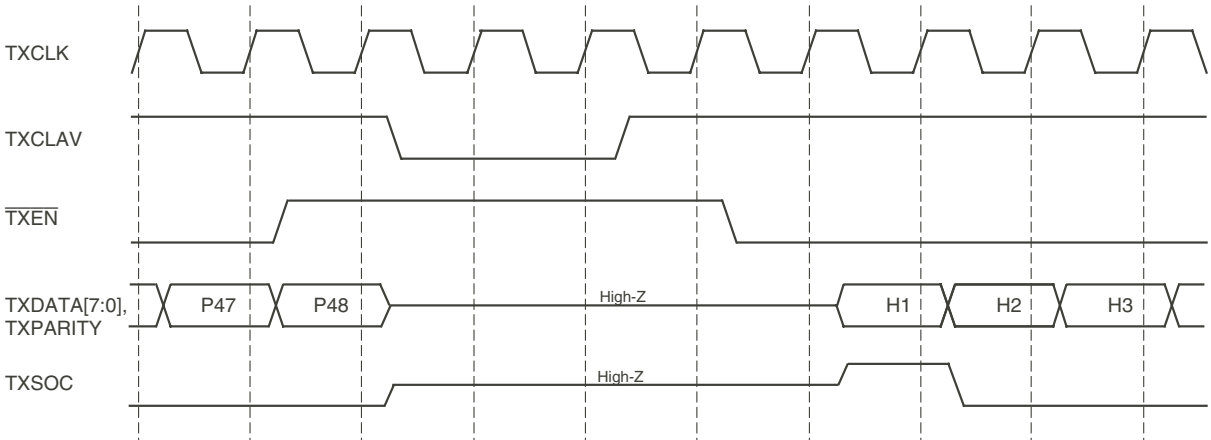 TXCLK
TXCLAV
TXEN
TXDATA[7:0], P47 P48 High-Z H1 H2 H3
TXPARITY
TXSOC High-Z